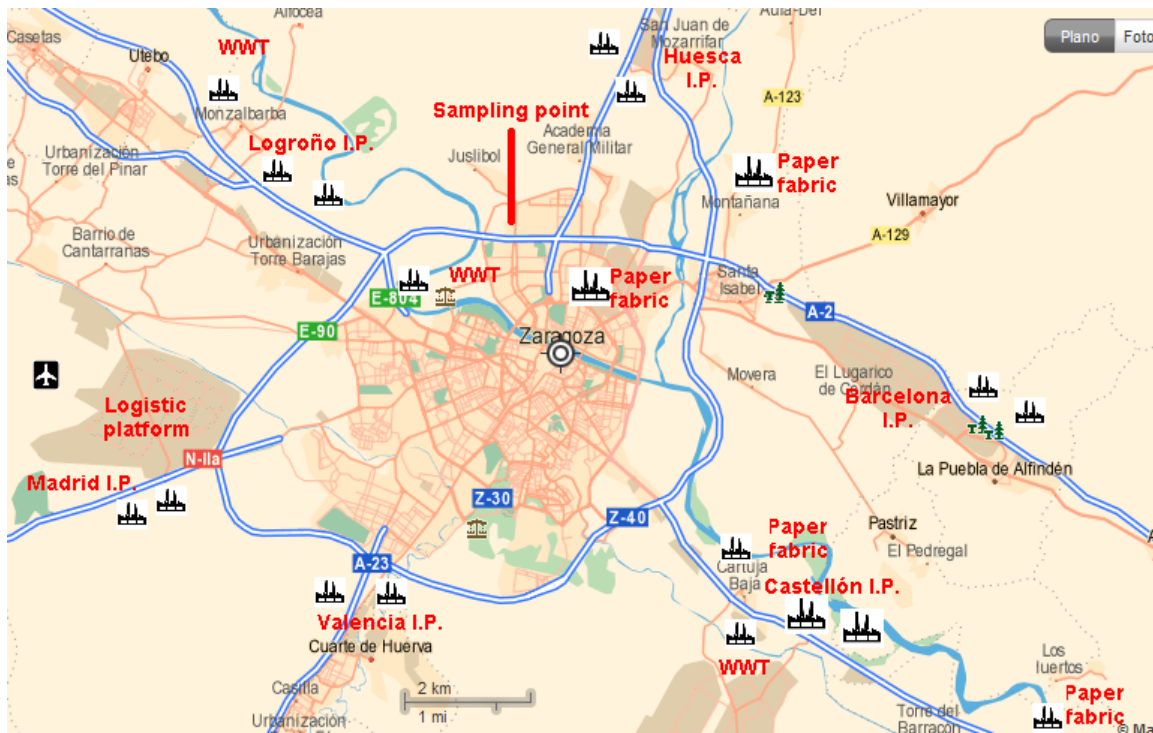 Alfocea
San Juan de
Mozarrifar
Aula-Dei
Plano
Foto
Casetas
Utebo
WWT
Huesca
I.P.
A-123
Monzalbarba
Sampling point
Academia
General Militar
Logroño I.P.
Juslibol
Urbanización
Torre del Pinar
Paper
fabric
Montañana
Villamayor
A-129
Barrio de
Cantarranas
Urbanización
Torre Barajas
WWT
Paper
fabric
Santa
Isabel
E-804
A-2
E-90
Zaragoza
Movera
El Lugarico
de Cerdán
Barcelona
I.P.
Logistic
platform
N-IIa
La Puebla de Alfindén
Madrid I.P.
Z-30
Z-40
Paper
fabric
Pastriz
El Pedregal
A-23
Cartuja
Baja
Castellón I.P.
Valencia I.P.
Cuarte de Huerva
WWT
Los
Iuertos
Casilla
2 km
1 mi
Urbanización
Paper
fabric
Torre del
Barracón
© Ma